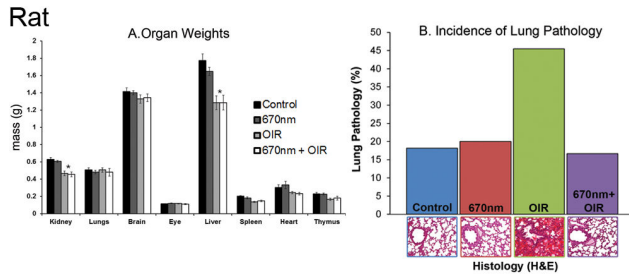 Rat
A.Organ Weights
mass (g)
1.8
1.6
1.4
1.2
1
0.8
0.6
0.4
0.2
0
*
*
Control
670nm
OIR
670nm + OIR
Kidney Lungs Brain Eye Liver Spleen Heart Thymus
B. Incidence of Lung Pathology
Lung Pathology (%)
50
45
40
35
30
25
20
15
10
5
0
Control 670nm OIR 670nm+
OIR
Histology (H&E)